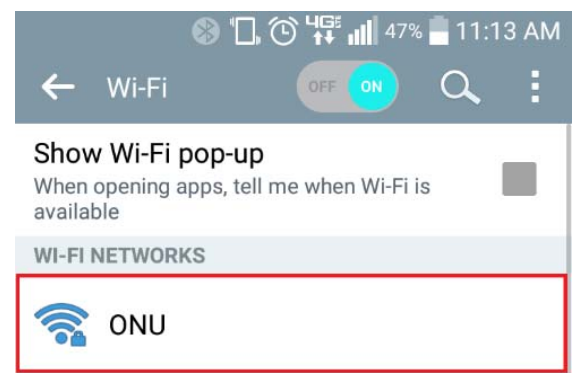 4GE 47% 11:13 AM
Wi-Fi OFF ON
Show Wi-Fi pop-up
When opening apps, tell me when Wi-Fi is
available
WI-FI NETWORKS
ONU